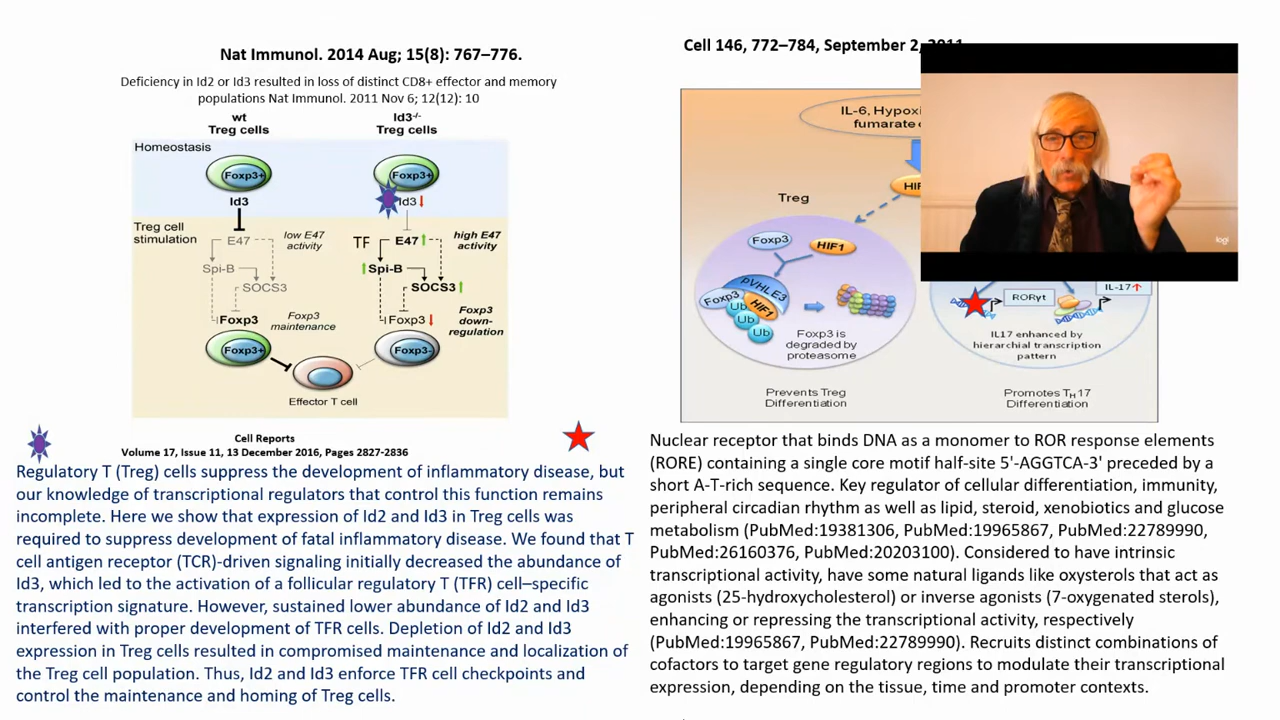 Nat Immunol. 2014 Aug; 15(8): 767–776.
Deficiency in Id2 or Id3 resulted in loss of distinct CD8+ effector and memory
populations Nat Immunol. 2011 Nov 6; 12(12): 10
wt
Treg cells
Id3-/-
Treg cells
Homeostasis
Foxp3+
Foxp3+
Id3
Id3
Treg cell
stimulation
E47
low E47
activity
TF
E47
high E47
activity
Spi-B
Spi-B
SOCS3
SOCS3
Foxp3
Foxp3
maintenance
Foxp3
Foxp3
down-
regulation
Foxp3+
Foxp3-
Effector T cell
Cell Reports
Volume 17, Issue 11, 13 December 2016, Pages 2827-2836
Regulatory T (Treg) cells suppress the development of inflammatory disease, but
our knowledge of transcriptional regulators that control this function remains
incomplete. Here we show that expression of Id2 and Id3 in Treg cells was
required to suppress development of fatal inflammatory disease. We found that T
cell antigen receptor (TCR)-driven signaling initially decreased the abundance of
Id3, which led to the activation of a follicular regulatory T (TFR) cell–specific
transcription signature. However, sustained lower abundance of Id2 and Id3
interfered with proper development of TFR cells. Depletion of Id2 and Id3
expression in Treg cells resulted in compromised maintenance and localization of
the Treg cell population. Thus, Id2 and Id3 enforce TFR cell checkpoints and
control the maintenance and homing of Treg cells.
Cell 146, 772–784, September 2,
IL-6,
fumarate
Treg
Foxp3
HIF1
pVHLE3
Foxp3
HIF1
Ub
Ub
Ub
Foxp3 is
degraded by
proteasome
Prevents Treg
Differentiation
logi
RORγt
IL-17
IL17 enhanced by
hierarchial transcription
pattern
Promotes TH17
Differentiation
Nuclear receptor that binds DNA as a monomer to ROR response elements
(RORE) containing a single core motif half-site 5'-AGGTCA-3' preceded by a
short A-T-rich sequence. Key regulator of cellular differentiation, immunity,
peripheral circadian rhythm as well as lipid, steroid, xenobiotics and glucose
metabolism (PubMed:19381306, PubMed:19965867, PubMed:22789990,
PubMed:26160376, PubMed:20203100). Considered to have intrinsic
transcriptional activity, have some natural ligands like oxysterols that act as
agonists (25-hydroxycholesterol) or inverse agonists (7-oxygenated sterols),
enhancing or repressing the transcriptional activity, respectively
(PubMed:19965867, PubMed:22789990). Recruits distinct combinations of
cofactors to target gene regulatory regions to modulate their transcriptional
expression, depending on the tissue, time and promoter contexts.